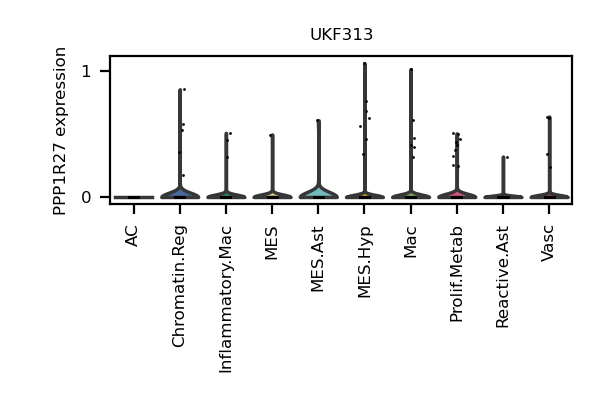 UKF313
PPP1R27 expression
1
0
AC
Chromatin.Reg
Inflammatory.Mac
MES
MES.Ast
MES.Hyp
Mac
Prolif.Metab
Reactive.Ast
Vasc